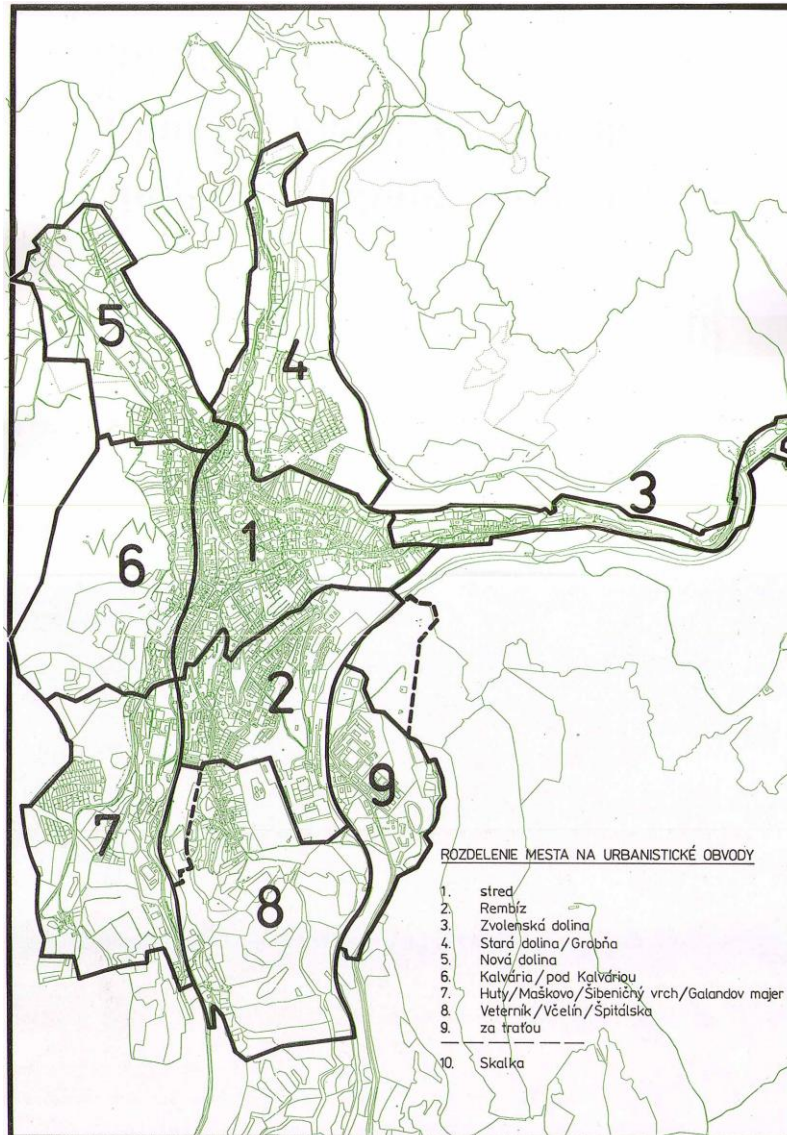 5
4
3
1
6
2
9
7
8
ROZDELENIE MESTA NA URBANISTICKÉ OBVODY
1. stred
2. Rembíz
3. Zvolenská dolina
4. Stará dolina/Grobňa
5. Nová dolina
6. Kalvária/pod Kalváriou
7. Huty/Maškovo/Šibeničný vrch/Galandov majer
8. Veterník/Včelín/Špitálska
9. za traťou
10. Skalka